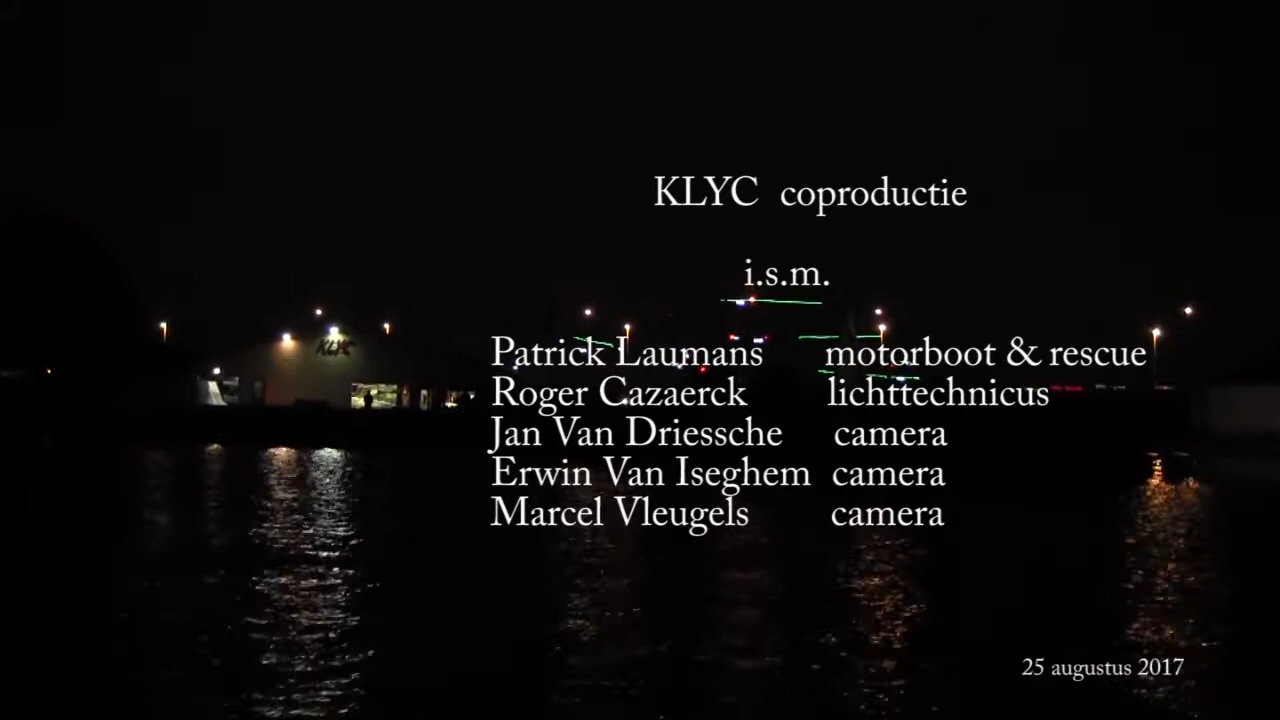 KLYC coproductie
i.s.m.
KLYC
Patrick Laumans motorboot & rescue
Roger Cazaerck lichttechnicus
Jan Van Driessche camera
Erwin Van Iseghem camera
Marcel Vleugels camera
25 augustus 2017